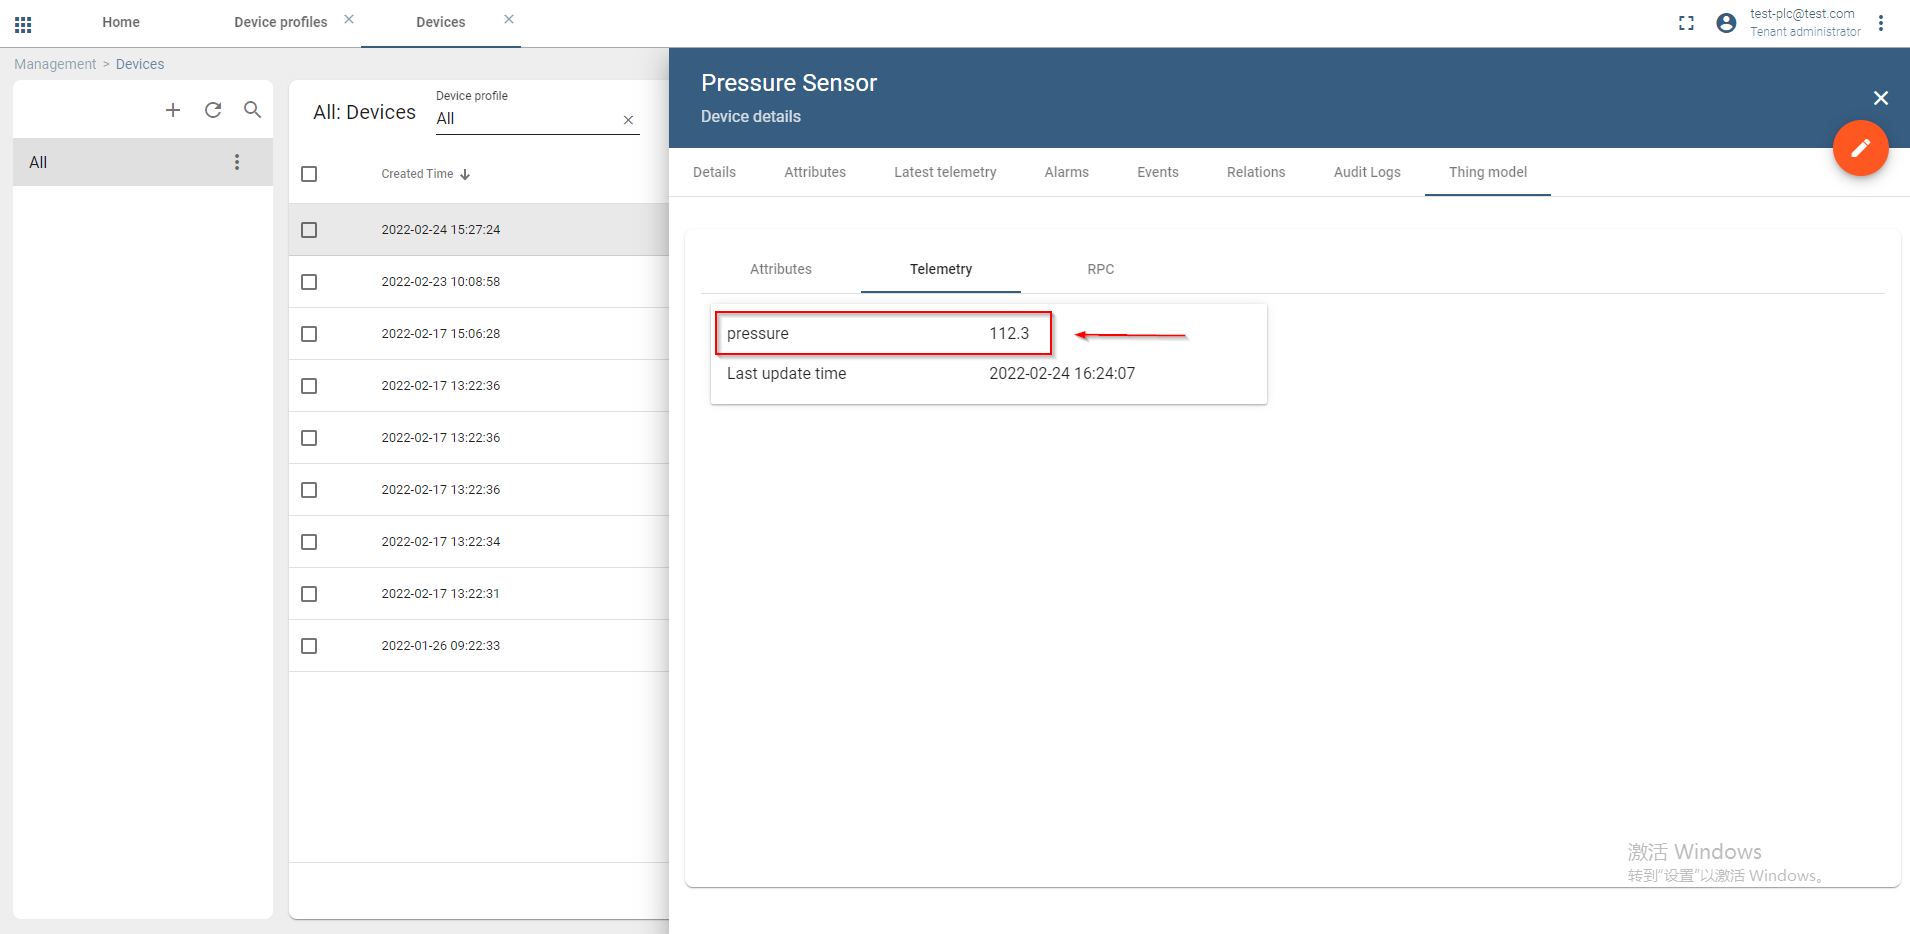 Home
Device profiles
Devices
test-plc@test.com
Tenant administrator
Management > Devices
All
All: Devices
Device profile
All
Created Time
2022-02-24 15:27:24
2022-02-23 10:08:58
2022-02-17 15:06:28
2022-02-17 13:22:36
2022-02-17 13:22:36
2022-02-17 13:22:36
2022-02-17 13:22:34
2022-02-17 13:22:31
2022-01-26 09:22:33
Pressure Sensor
Device details
Details
Attributes
Latest telemetry
Alarms
Events
Relations
Audit Logs
Thing model
Attributes
Telemetry
RPC
pressure 112.3
Last update time 2022-02-24 16:24:07
激活 Windows
转到“设置”以激活 Windows。